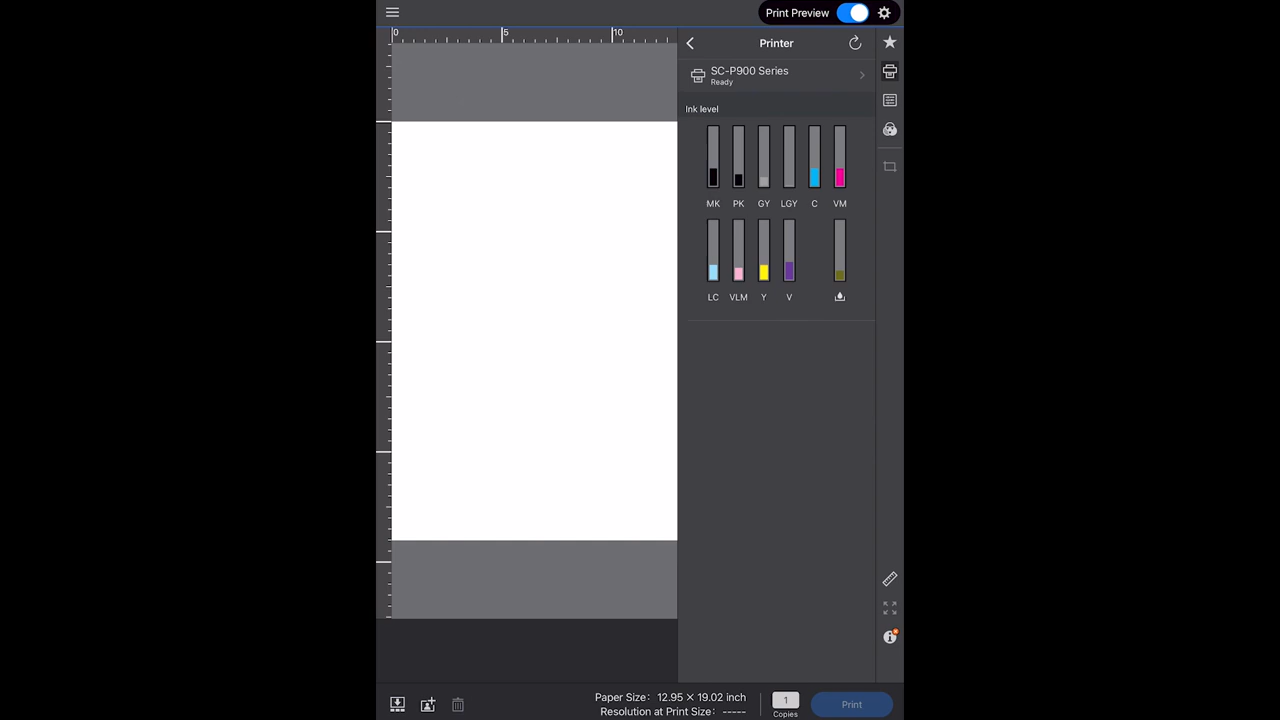 Print Preview
0 5 10
Printer
SC-P900 Series
Ready
Ink level
MK PK GY LGY C VM
LC VLM Y V
Paper Size: 12.95 × 19.02 inch
Resolution at Print Size: -----
1
Copies
Print